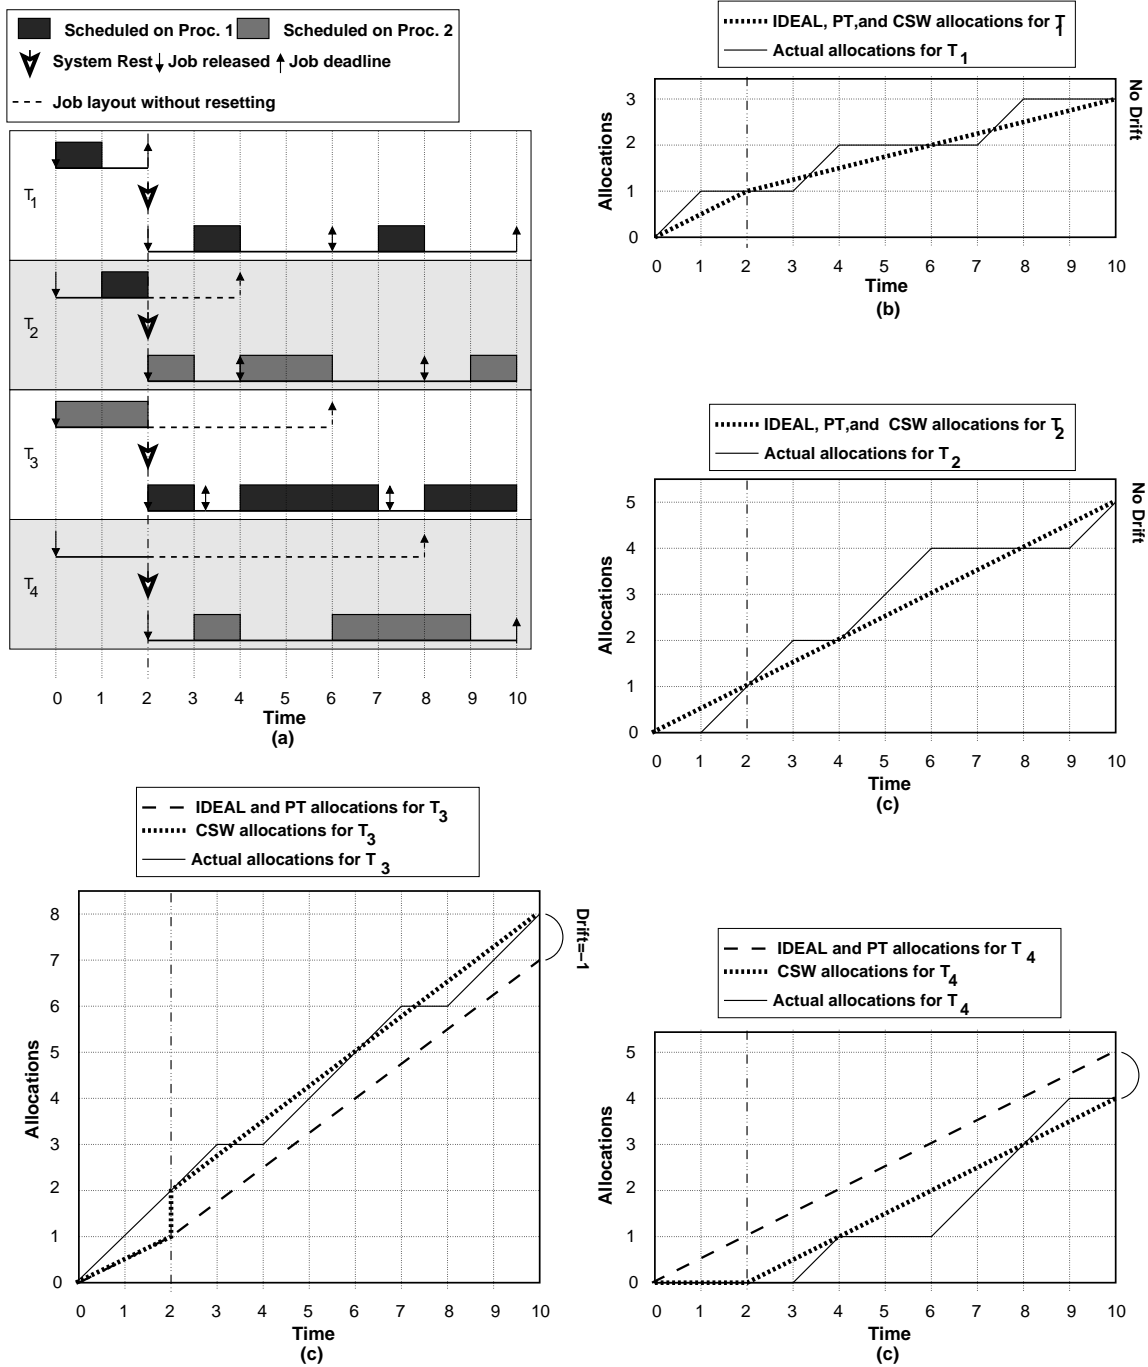 Scheduled on Proc. 1 Scheduled on Proc. 2
System Rest Job released Job deadline
Job layout without resetting
T1
T2
T3
T4
0 1 2 3 4 5 6 7 8 9 10
Time
(a)
IDEAL, PT,and CSW allocations for T1
Actual allocations for T1
No Drift
Allocations
3
2
1
0
0 1 2 3 4 5 6 7 8 9 10
Time
(b)
IDEAL, PT,and CSW allocations for T2
Actual allocations for T2
No Drift
Allocations
5
4
3
2
1
0
0 1 2 3 4 5 6 7 8 9 10
Time
(c)
IDEAL and PT allocations for T3
CSW allocations for T3
Actual allocations for T3
Drift=−1
Allocations
8
7
6
5
4
3
2
1
0
0 1 2 3 4 5 6 7 8 9 10
Time
(c)
IDEAL and PT allocations for T4
CSW allocations for T4
Actual allocations for T4
Allocations
5
4
3
2
1
0
0 1 2 3 4 5 6 7 8 9 10
Time
(c)